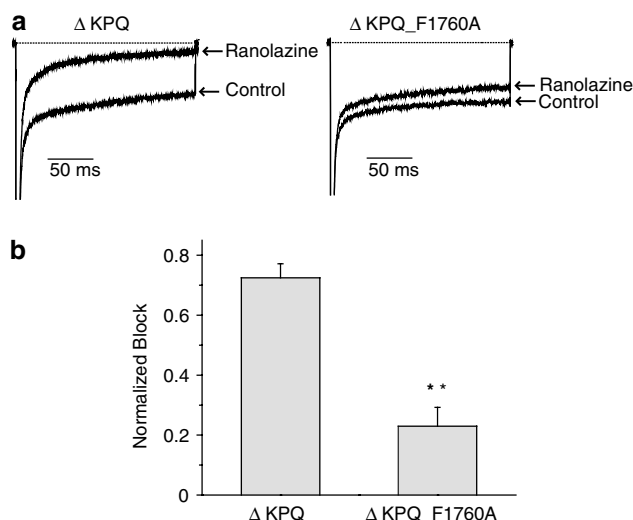 a
Δ KPQ
Δ KPQ_F1760A
Ranolazine
Control
50 ms
Ranolazine
Control
50 ms
b
Normalized Block
0.8
0.6
0.4
0.2
0
* *
Δ KPQ
Δ KPQ_F1760A